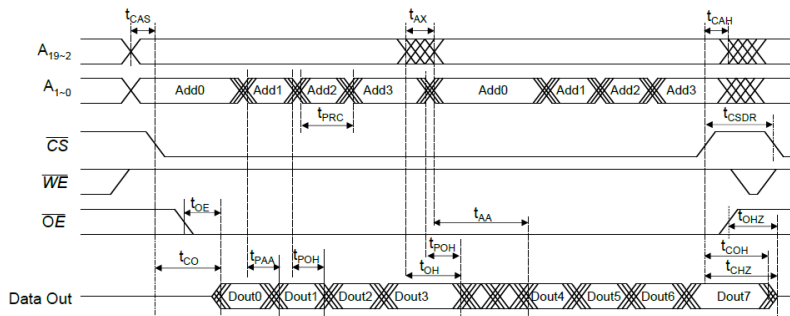 tCAS tAX tCAH
A19~2
A1~0 Add0 Add1 Add2 Add3 Add0 Add1 Add2 Add3
tPRC tCSDR
CS
WE
tOE tAA tOHZ
OE
tCO tPAA tPOH tPOH tCOH
tOH tCHZ
Data Out Dout0 Dout1 Dout2 Dout3 Dout4 Dout5 Dout6 Dout7